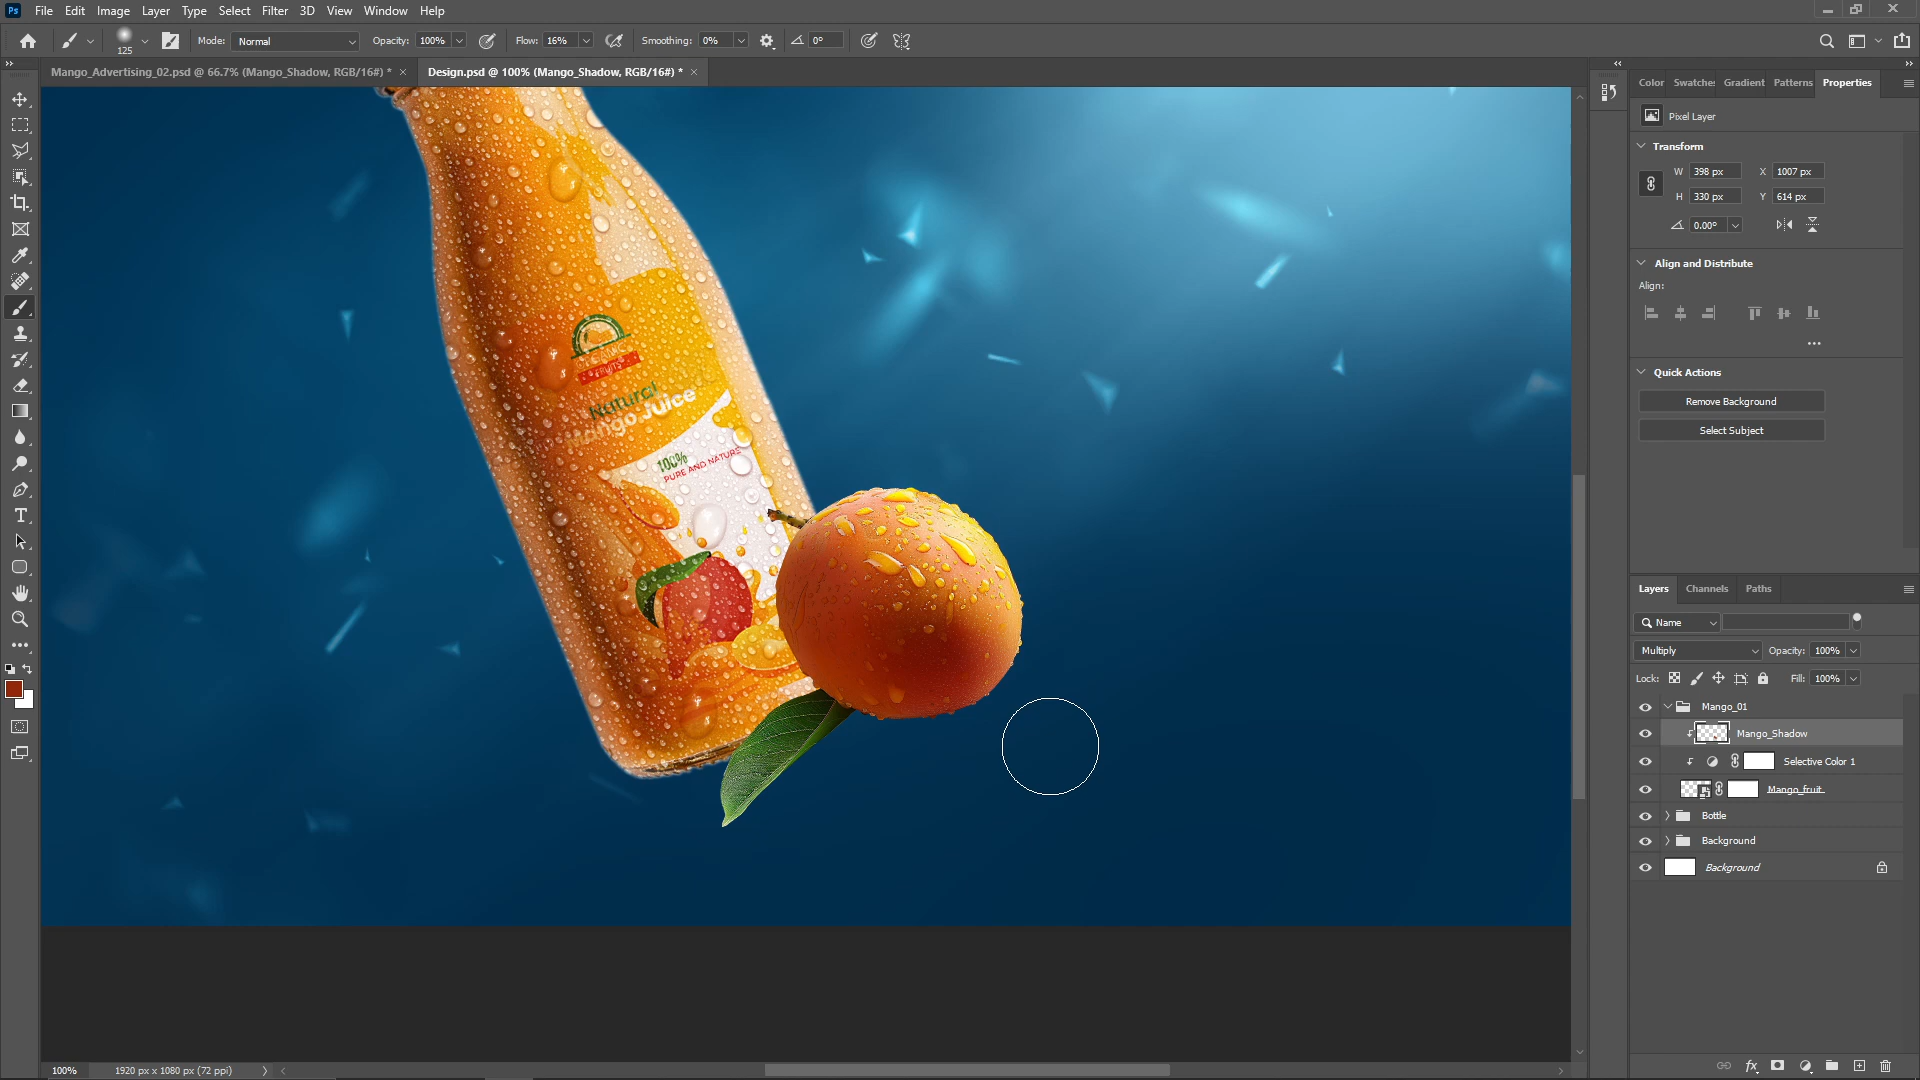 Ps File Edit Image Layer Type Select Filter 3D View Window Help
125 Mode: Normal Opacity: 100% Flow: 16% Smoothing: 0% 0°
Mango_Advertising_02.psd @ 66.7% (Mango_Shadow, RGB/16#) * × Design.psd @ 100% (Mango_Shadow, RGB/16#) * ×
Color Swatches Gradient Patterns Properties
Pixel Layer
Transform
W 398 px X 1007 px
H 330 px Y 614 px
0.00°
Align and Distribute
Align:
Quick Actions
Remove Background
Select Subject
ORGANIC
FRUITS
Natural
Mango Juice
100%
PURE AND NATURE
Layers Channels Paths
Name
Multiply Opacity: 100%
Lock: Fill: 100%
Mango_01
Mango_Shadow
Selective Color 1
Mango_fruit
Bottle
Background
Background
fx
100% 1920 px x 1080 px (72 ppi)